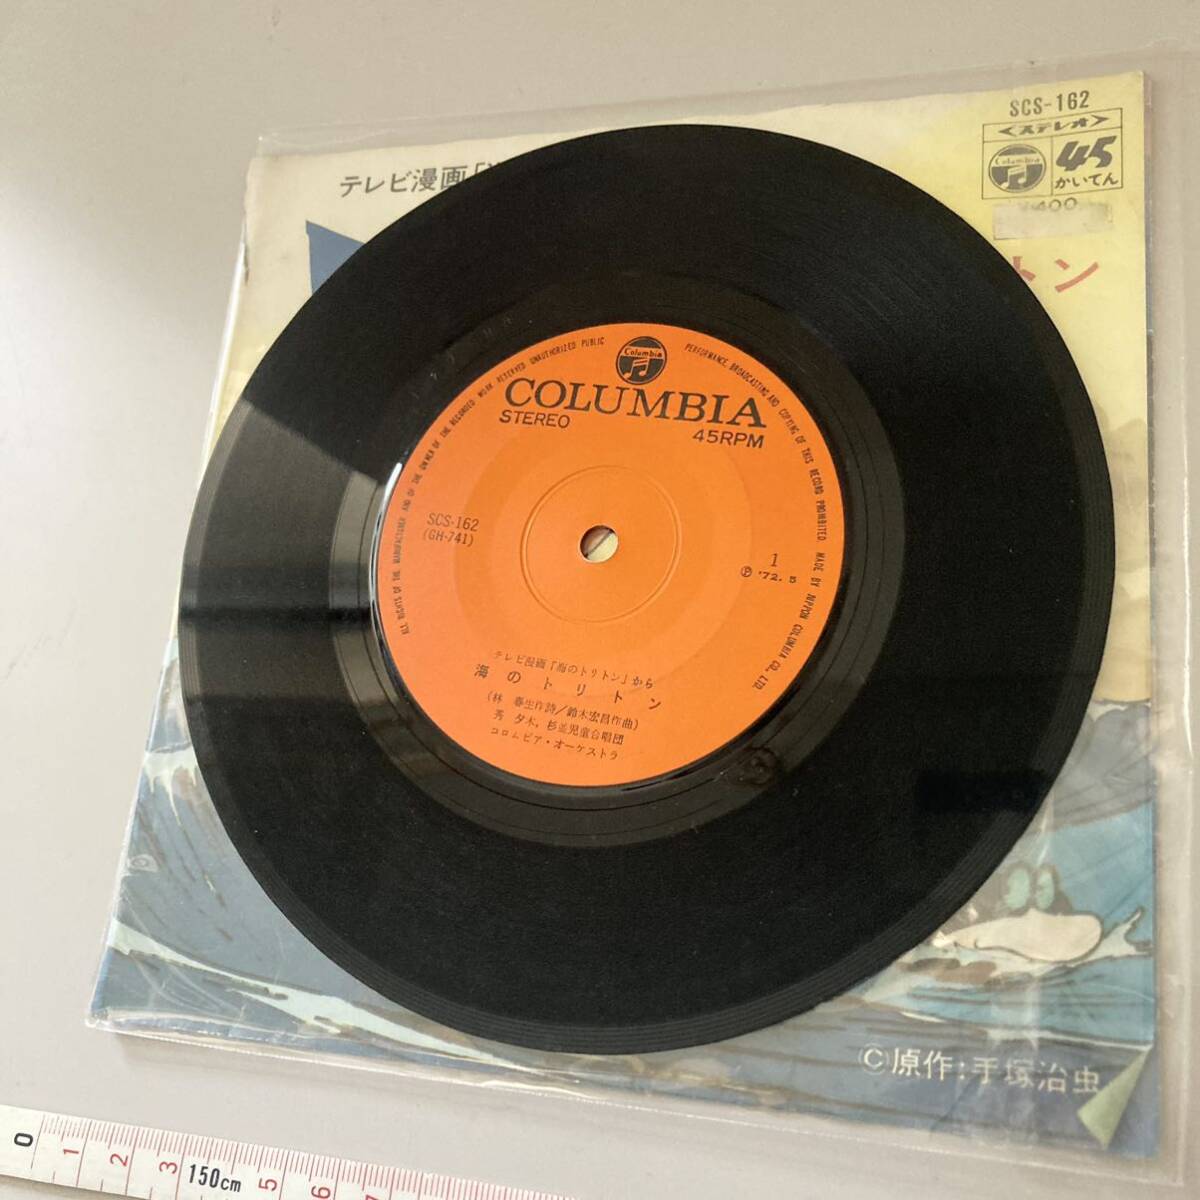 SCS-162
<ステレオ>
Columbia
45
かいてん
¥400
テレビ漫画「
トン
Columbia
COLUMBIA
STEREO
45RPM
ALL RIGHTS OF THE MANUFACTURER AND OF THE OWNER OF THE RECORDED WORK RESERVED UNAUTHORIZED PUBLIC PERFORMANCE, BROADCASTING AND COPYING OF THIS RECORD PROHIBITED. MADE BY NIPPON COLUMBIA CO., LTD.
SCS-162
(GH-741)
1
Ⓟ '72. 5
テレビ漫画「海のトリトン」から
海のトリトン
(林 春生作詩/鈴木宏昌作曲)
秀 夕木, 杉並児童合唱団
コロムビア・オーケストラ
©原作:手塚治虫
0 1 2 3 150cm 5 6 7